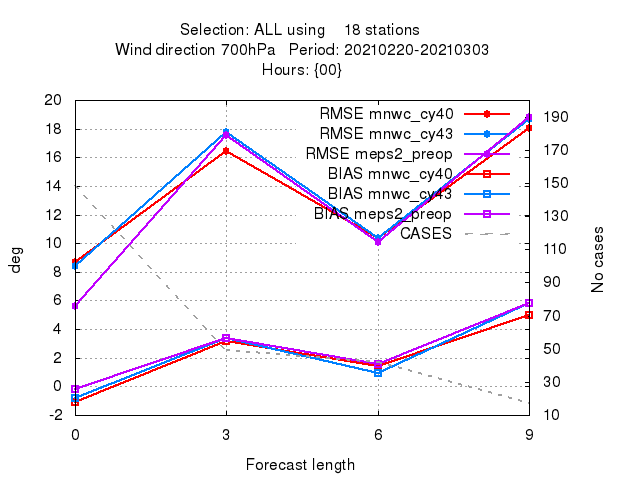 Selection: ALL using 18 stations
Wind direction 700hPa Period: 20210220-20210303
Hours: {00}
RMSE mnwc_cy40
RMSE mnwc_cy43
RMSE meps2_preop
BIAS mnwc_cy40
BIAS mnwc_cy43
BIAS meps2_preop
CASES
deg
20
18
16
14
12
10
8
6
4
2
0
-2
190
170
150
130
110
90
70
50
30
10
No cases
0 3 6 9
Forecast length